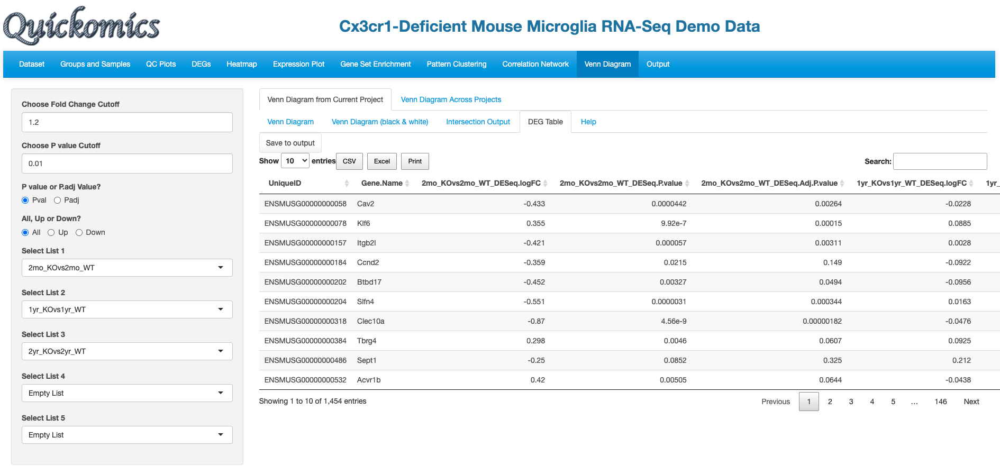 Quickomics
Cx3cr1-Deficient Mouse Microglia RNA-Seq Demo Data
Dataset Groups and Samples QC Plots DEGs Heatmap Expression Plot Gene Set Enrichment Pattern Clustering Correlation Network Venn Diagram Output
Choose Fold Change Cutoff
1.2
Choose P value Cutoff
0.01
P value or P.adj Value?
Pval Padj
All, Up or Down?
All Up Down
Select List 1
2mo_KOvs2mo_WT
Select List 2
1yr_KOvs1yr_WT
Select List 3
2yr_KOvs2yr_WT
Select List 4
Empty List
Select List 5
Empty List
Venn Diagram from Current Project Venn Diagram Across Projects
Venn Diagram Venn Diagram (black & white) Intersection Output DEG Table Help
Save to output
Show 10 entries CSV Excel Print Search:
UniqueID Gene.Name 2mo_KOvs2mo_WT_DESeq.logFC 2mo_KOvs2mo_WT_DESeq.P.value 2mo_KOvs2mo_WT_DESeq.Adj.P.value 1yr_KOvs1yr_WT_DESeq.logFC 1yr_
ENSMUSG00000000058 Cav2 -0.433 0.0000442 0.00264 -0.0228
ENSMUSG00000000078 Klf6 0.355 9.92e-7 0.00015 0.0885
ENSMUSG00000000157 Itgb2l -0.421 0.000057 0.00311 0.0028
ENSMUSG00000000184 Ccnd2 -0.359 0.0215 0.149 -0.0922
ENSMUSG00000000202 Btbd17 -0.452 0.00327 0.0494 -0.0956
ENSMUSG00000000204 Slfn4 -0.551 0.0000031 0.000344 0.0163
ENSMUSG00000000318 Clec10a -0.87 4.56e-9 0.00000182 -0.0476
ENSMUSG00000000384 Tbrg4 0.298 0.0046 0.0607 0.0925
ENSMUSG00000000486 Sept1 -0.25 0.0852 0.325 0.212
ENSMUSG00000000532 Acvr1b 0.42 0.00505 0.0644 -0.0438
Showing 1 to 10 of 1,454 entries Previous 1 2 3 4 5 … 146 Next